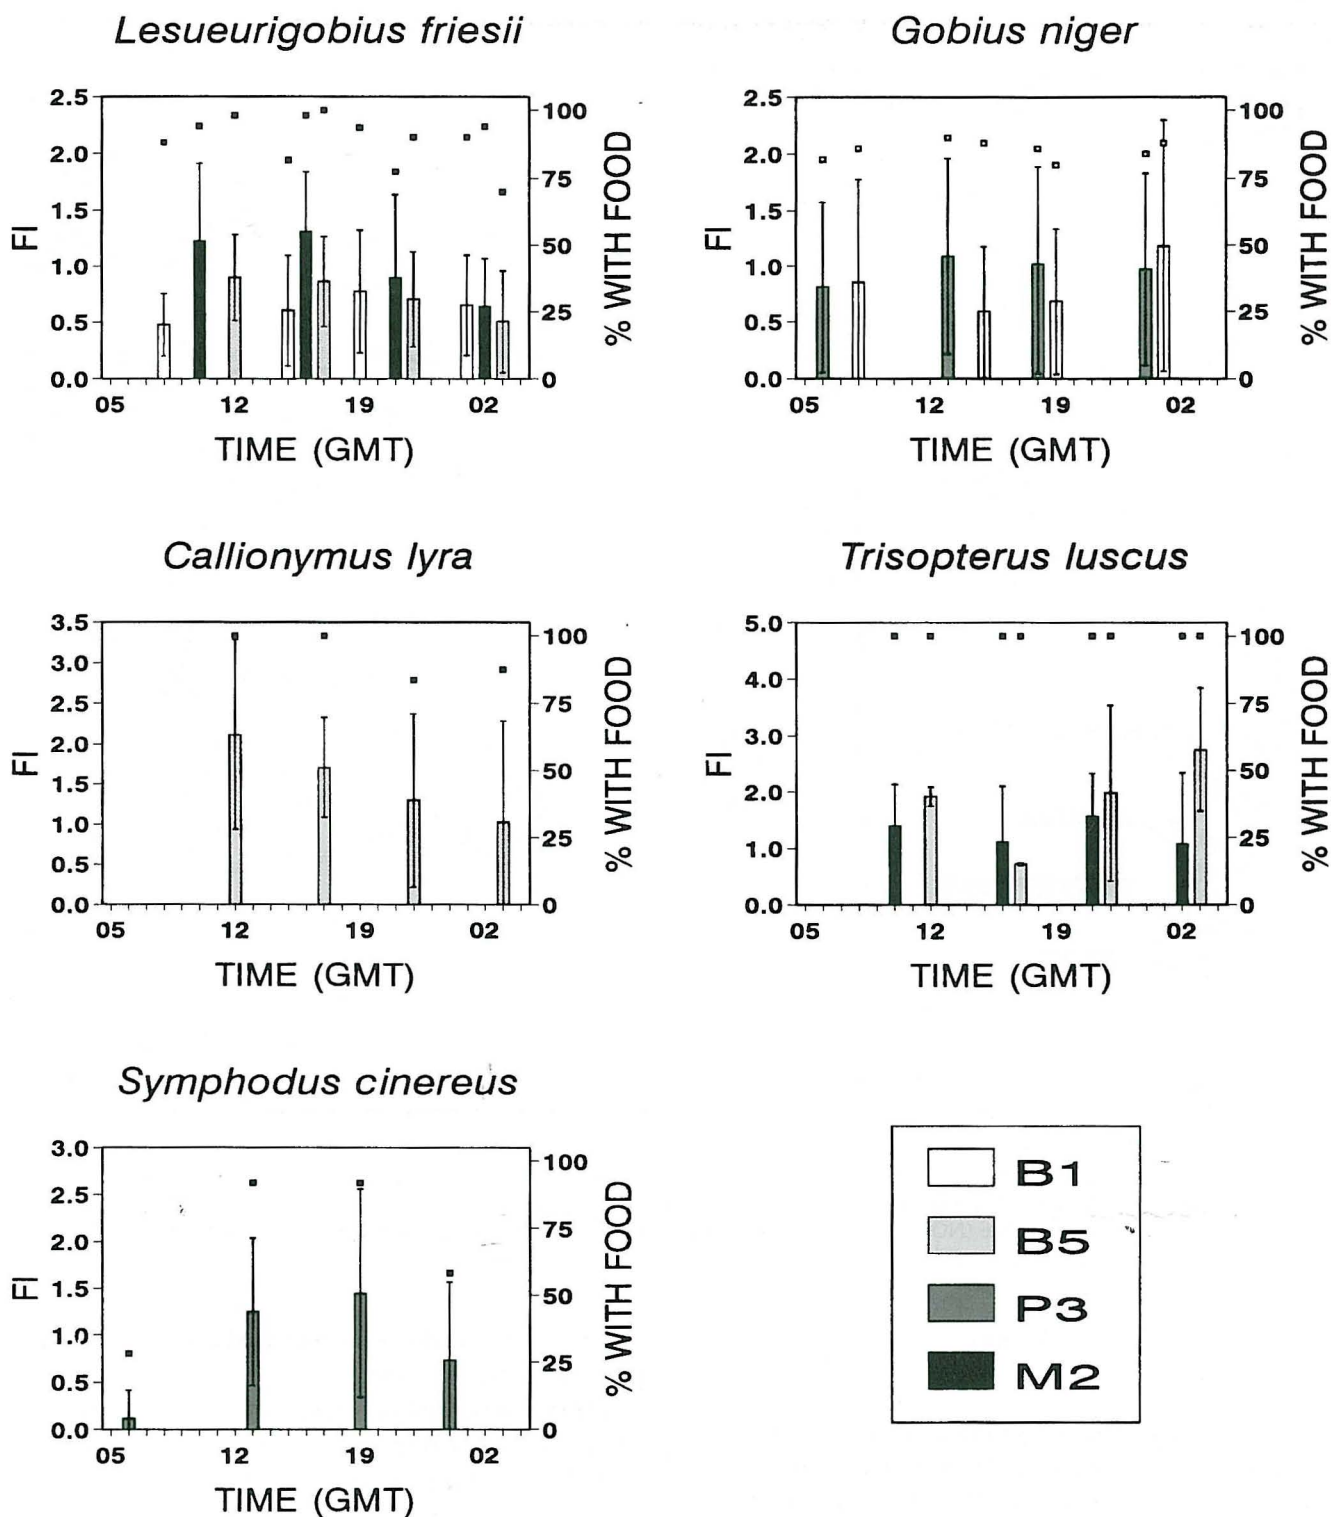 Lesueurigobius friesii
2.5
2.0
1.5
1.0
0.5
0.0
FI
100
75
50
25
0
% WITH FOOD
05 12 19 02
TIME (GMT)
Gobius niger
2.5
2.0
1.5
1.0
0.5
0.0
FI
100
75
50
25
0
% WITH FOOD
05 12 19 02
TIME (GMT)
Callionymus lyra
3.5
3.0
2.5
2.0
1.5
1.0
0.5
0.0
FI
100
75
50
25
0
% WITH FOOD
05 12 19 02
TIME (GMT)
Trisopterus luscus
5.0
4.0
3.0
2.0
1.0
0.0
FI
100
75
50
25
0
% WITH FOOD
05 12 19 02
TIME (GMT)
Symphodus cinereus
3.0
2.5
2.0
1.5
1.0
0.5
0.0
FI
100
75
50
25
0
% WITH FOOD
05 12 19 02
TIME (GMT)
B1
B5
P3
M2